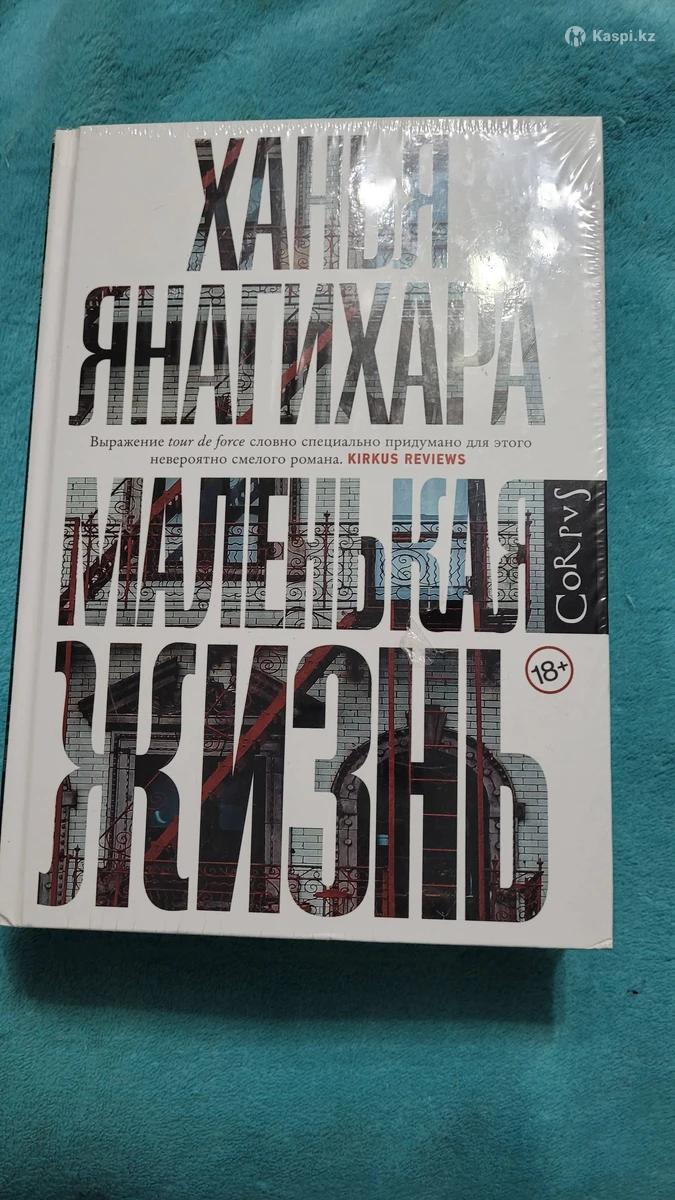 Kaspi.kz
ХАНЬЯ
ЯНАГИХАРА
Выражение tour de force словно специально придумано для этого
невероятно смелого романа. KIRKUS REVIEWS
МАЛЕНЬКАЯ
CORPVS
ЖИЗНЬ
18+